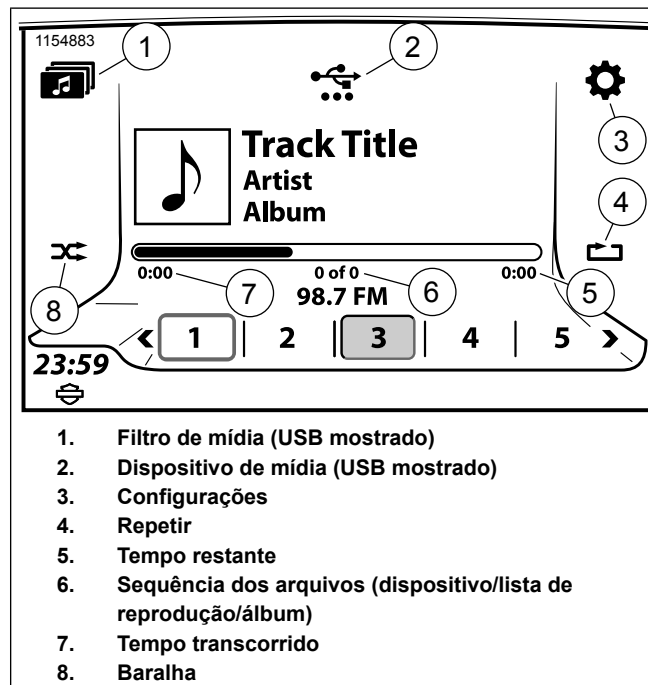 1154883
1
2
3
4
5
6
7
8
Track Title
Artist
Album
0:00
0 of 0
0:00
98.7 FM
1 2 3 4 5
23:59
1. Filtro de mídia (USB mostrado)
2. Dispositivo de mídia (USB mostrado)
3. Configurações
4. Repetir
5. Tempo restante
6. Sequência dos arquivos (dispositivo/lista de
reprodução/álbum)
7. Tempo transcorrido
8. Baralha